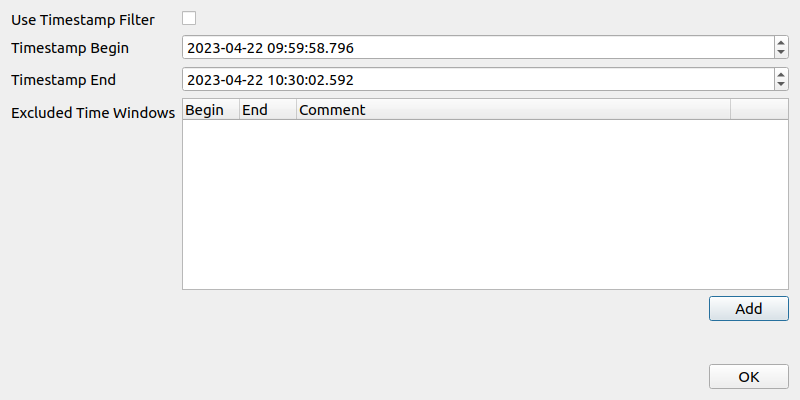 Use Timestamp Filter
Timestamp Begin 2023-04-22 09:59:58.796
Timestamp End 2023-04-22 10:30:02.592
Excluded Time Windows Begin End Comment
Add
OK